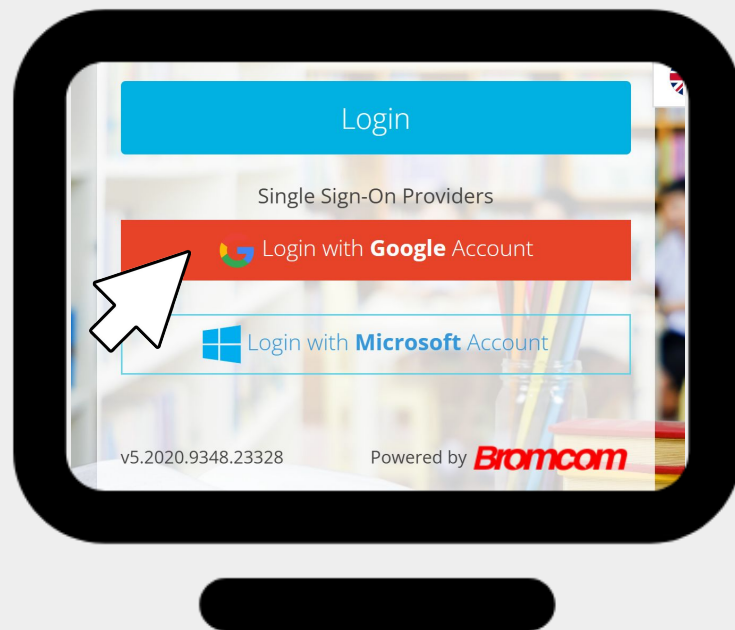 Login
Single Sign-On Providers
Login with Google Account
Login with Microsoft Account
v5.2020.9348.23328
Powered by Bromcom